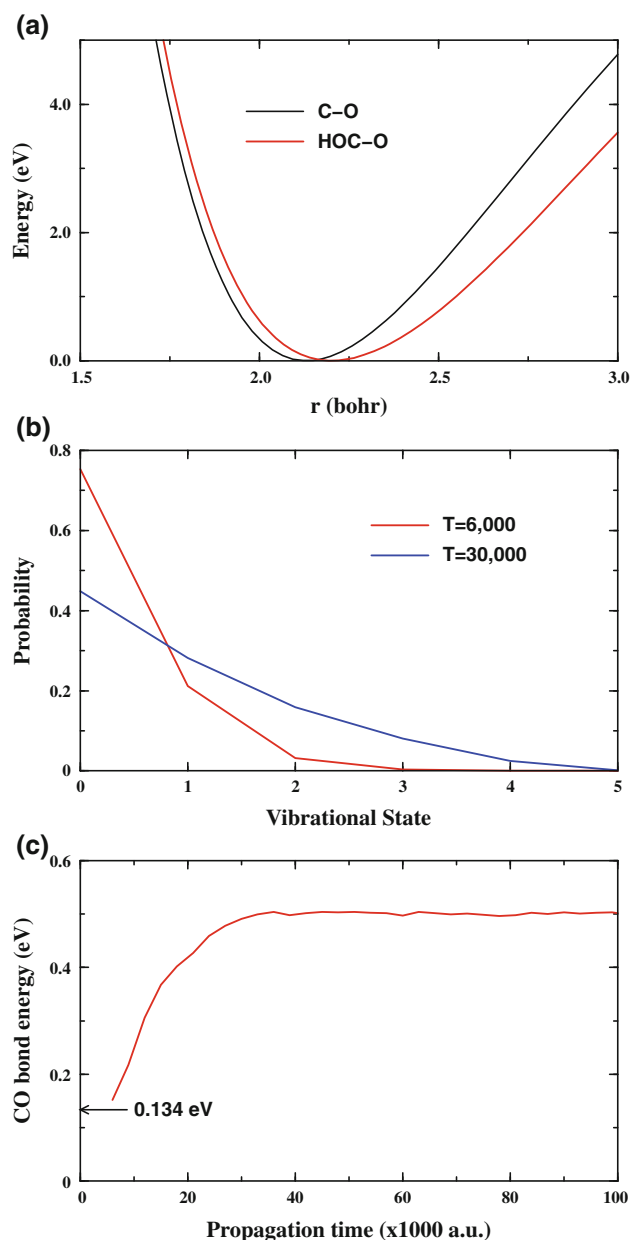 (a)
Energy (eV)
4.0
2.0
0.0
C–O
HOC–O
1.5
2.0
2.5
3.0
r (bohr)
(b)
Probability
0.8
0.6
0.4
0.2
0
T=6,000
T=30,000
0
1
2
3
4
5
Vibrational State
(c)
CO bond energy (eV)
0.6
0.4
0.2
0
0.134 eV
0
20
40
60
80
100
Propagation time (x1000 a.u.)